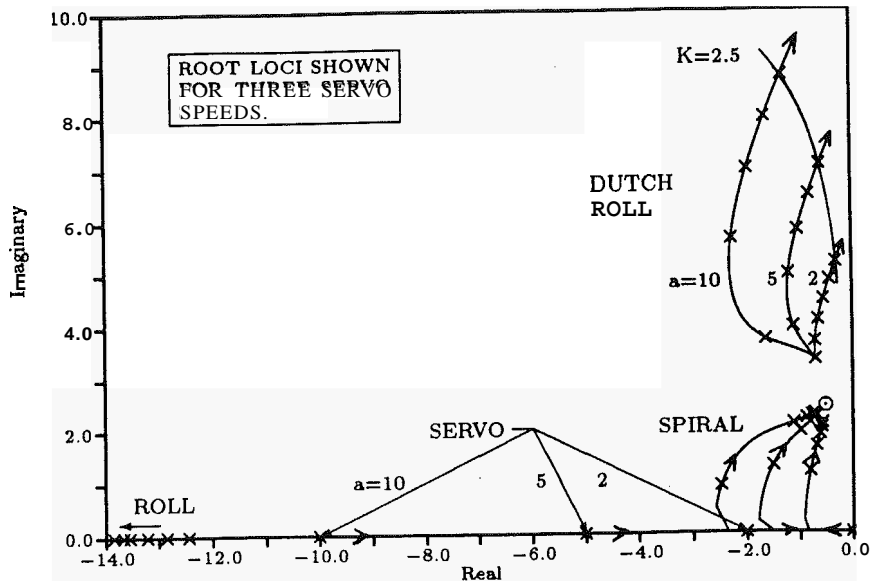 10.0
ROOT LOCI SHOWN
FOR THREE SERVO
SPEEDS.
K=2.5
8.0
DUTCH
ROLL
6.0
Imaginary
a=10
5
2
4.0
SPIRAL
SERVO
2.0
a=10
5
2
ROLL
0.0
-14.0
-12.0
-10.0
-8.0
-6.0
-4.0
-2.0
-0.0
Real